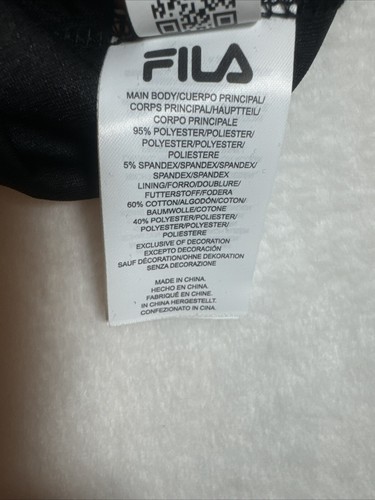 FILA
MAIN BODY/CUERPO PRINCIPAL/
CORPS PRINCIPAL/HAUPTTEIL/
CORPO PRINCIPALE
95% POLYESTER/POLIESTER/
POLYESTER/POLYESTER/
POLIESTERE
5% SPANDEX/SPANDEX/SPANDEX/
SPANDEX/SPANDEX
LINING/FORRO/DOUBLURE/
FUTTERSTOFF/FODERA
60% COTTON/ALGODÓN/COTON/
BAUMWOLLE/COTONE
40% POLYESTER/POLIESTER/
POLYESTER/POLYESTER/
POLIESTERE
EXCLUSIVE OF DECORATION
EXCEPTO DECORACIÓN
SAUF DÉCORATION/OHNE DEKORATION
SENZA DECORAZIONE
MADE IN CHINA.
HECHO EN CHINA.
FABRIQUÉ EN CHINE.
IN CHINA HERGESTELLT.
CONFEZIONATO IN CINA.